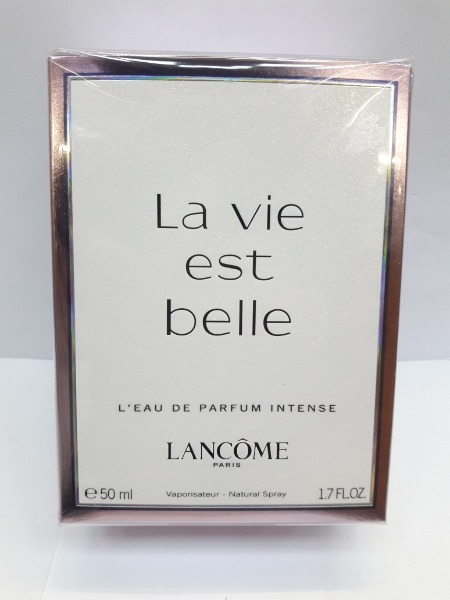 La vie
est
belle
L'EAU DE PARFUM INTENSE
LANCÔME
PARIS
℮ 50 ml Vaporisateur - Natural Spray 1.7 FL.OZ.